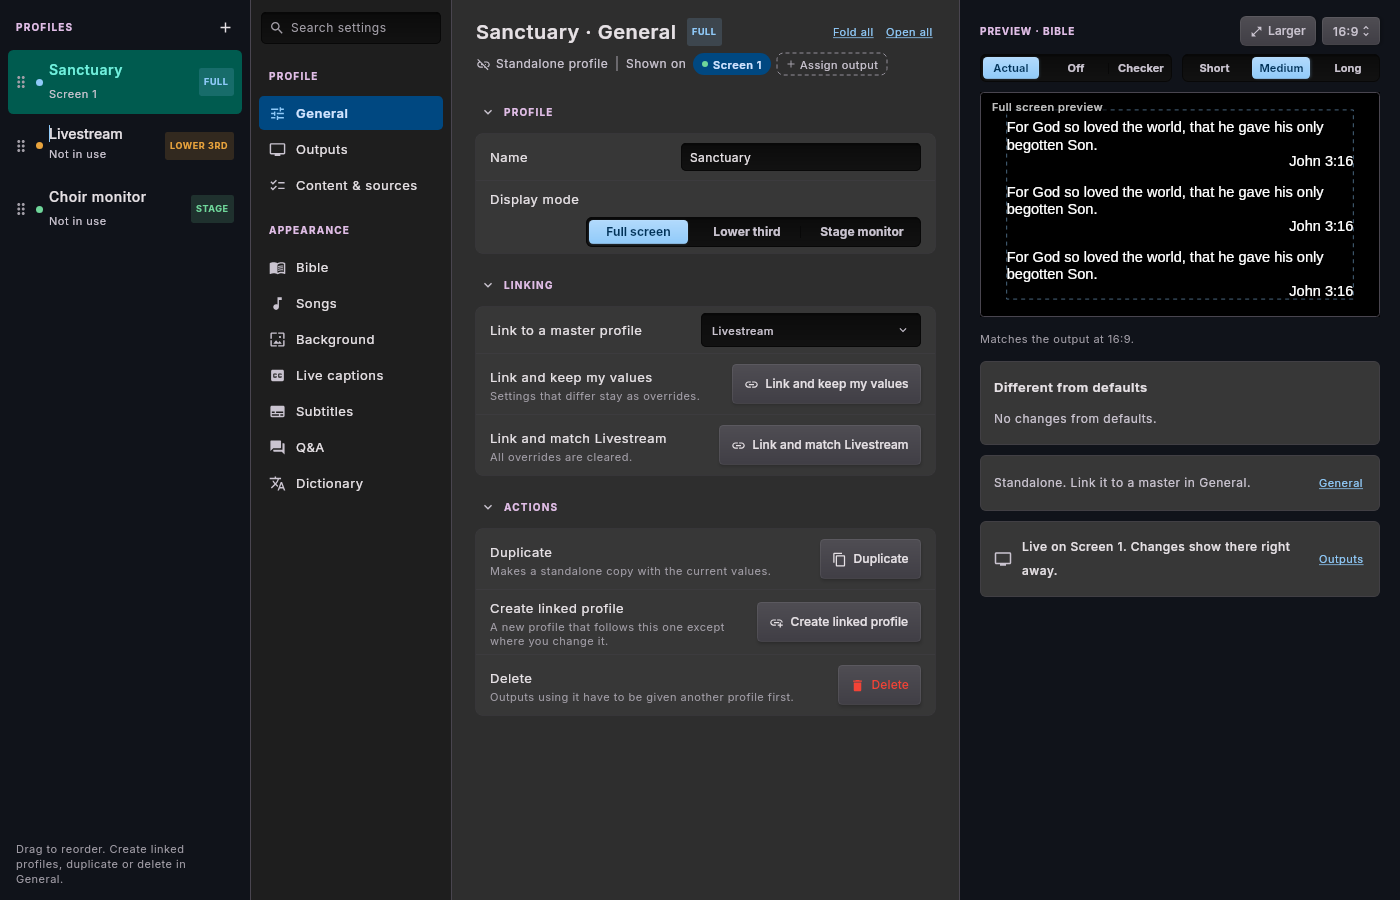 PROFILES
Sanctuary
Screen 1
FULL
Livestream
Not in use
LOWER 3RD
Choir monitor
Not in use
STAGE
Drag to reorder. Create linked
profiles, duplicate or delete in
General.
Search settings
PROFILE
General
Outputs
Content & sources
APPEARANCE
Bible
Songs
Background
Live captions
Subtitles
Q&A
Dictionary
Sanctuary · General FULL
Fold all Open all
Standalone profile | Shown on Screen 1 + Assign output
PROFILE
Name
Sanctuary
Display mode
Full screen Lower third Stage monitor
LINKING
Link to a master profile
Livestream
Link and keep my values
Settings that differ stay as overrides.
Link and keep my values
Link and match Livestream
All overrides are cleared.
Link and match Livestream
ACTIONS
Duplicate
Makes a standalone copy with the current values.
Duplicate
Create linked profile
A new profile that follows this one except
where you change it.
Create linked profile
Delete
Outputs using it have to be given another profile first.
Delete
PREVIEW · BIBLE
Larger
16:9
Actual Off Checker
Short Medium Long
Full screen preview
For God so loved the world, that he gave his only
begotten Son.
John 3:16
For God so loved the world, that he gave his only
begotten Son.
John 3:16
For God so loved the world, that he gave his only
begotten Son.
John 3:16
Matches the output at 16:9.
Different from defaults
No changes from defaults.
Standalone. Link it to a master in General.
General
Live on Screen 1. Changes show there right
away.
Outputs